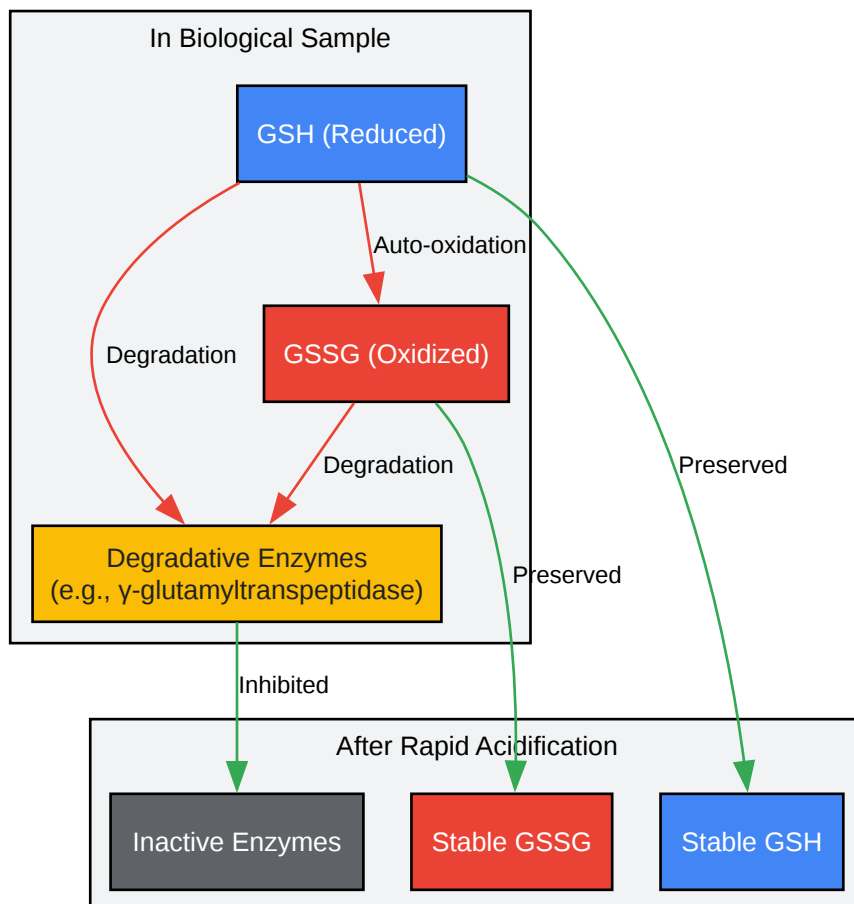 In Biological Sample
GSH (Reduced)
Auto-oxidation
GSSG (Oxidized)
Degradation
Degradation
Preserved
Degradative Enzymes
(e.g., γ-glutamyltranspeptidase)
Preserved
Inhibited
After Rapid Acidification
Inactive Enzymes
Stable GSSG
Stable GSH